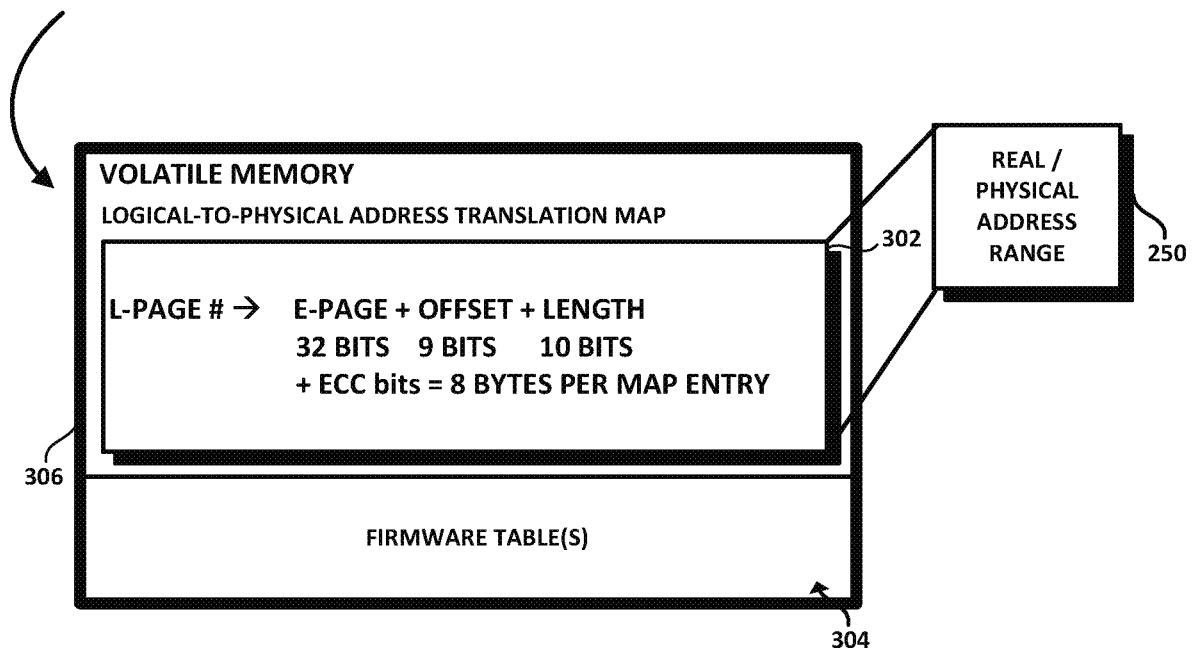 VOLATILE MEMORY
LOGICAL-TO-PHYSICAL ADDRESS TRANSLATION MAP
302
L-PAGE # → E-PAGE + OFFSET + LENGTH
32 BITS 9 BITS 10 BITS
+ ECC bits = 8 BYTES PER MAP ENTRY
REAL /
PHYSICAL
ADDRESS
RANGE
250
306
FIRMWARE TABLE(S)
304